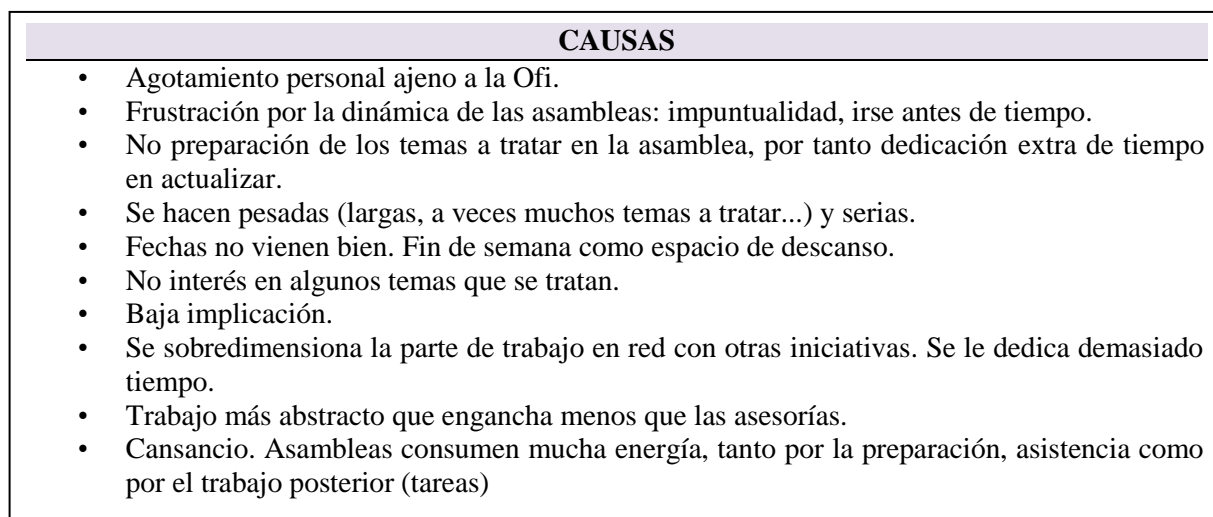 CAUSAS
• Agotamiento personal ajeno a la Ofi.
• Frustración por la dinámica de las asambleas: impuntualidad, irse antes de tiempo.
• No preparación de los temas a tratar en la asamblea, por tanto dedicación extra de tiempo
en actualizar.
• Se hacen pesadas (largas, a veces muchos temas a tratar...) y serias.
• Fechas no vienen bien. Fin de semana como espacio de descanso.
• No interés en algunos temas que se tratan.
• Baja implicación.
• Se sobredimensiona la parte de trabajo en red con otras iniciativas. Se le dedica demasiado
tiempo.
• Trabajo más abstracto que engancha menos que las asesorías.
• Cansancio. Asambleas consumen mucha energía, tanto por la preparación, asistencia como
por el trabajo posterior (tareas)